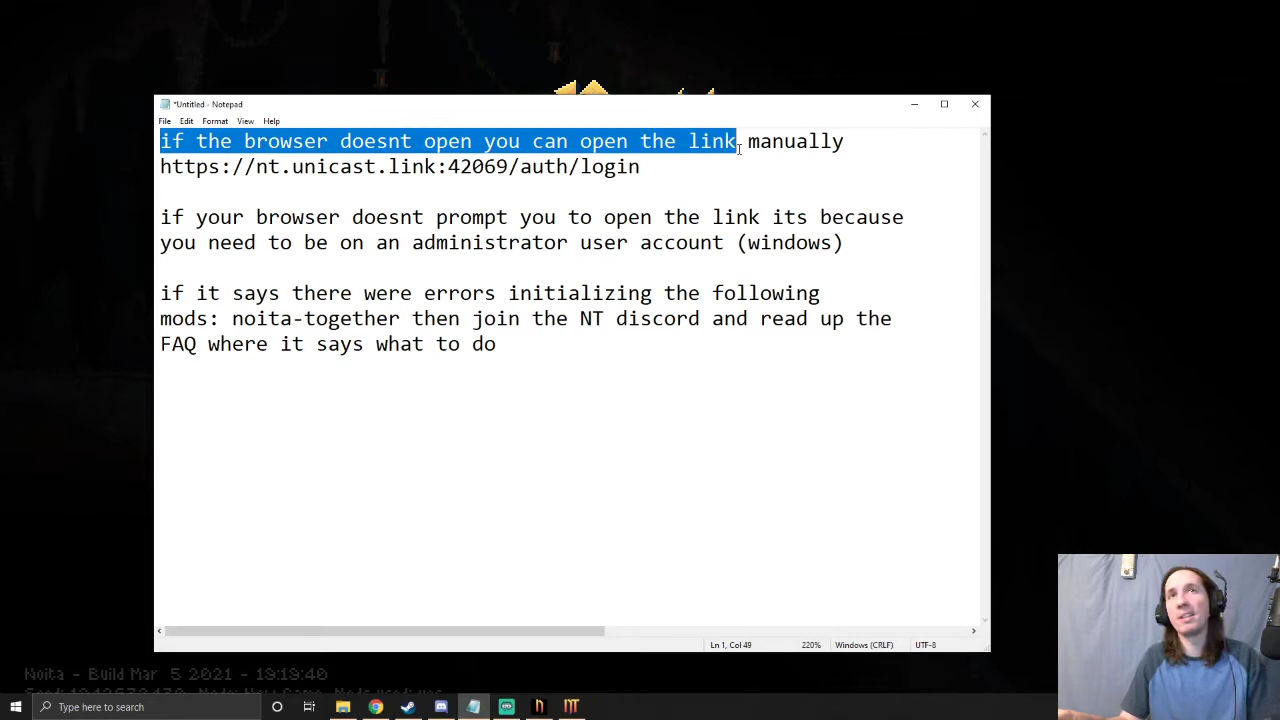 *Untitled - Notepad
File Edit Format View Help
if the browser doesnt open you can open the link manually
https://nt.unicast.link:42069/auth/login
if your browser doesnt prompt you to open the link its because
you need to be on an administrator user account (windows)
if it says there were errors initializing the following
mods: noita-together then join the NT discord and read up the
FAQ where it says what to do
Ln 1, Col 49 220% Windows (CRLF) UTF-8
Noita - Build Mar 5 2021 - 19:19:40
Type here to search